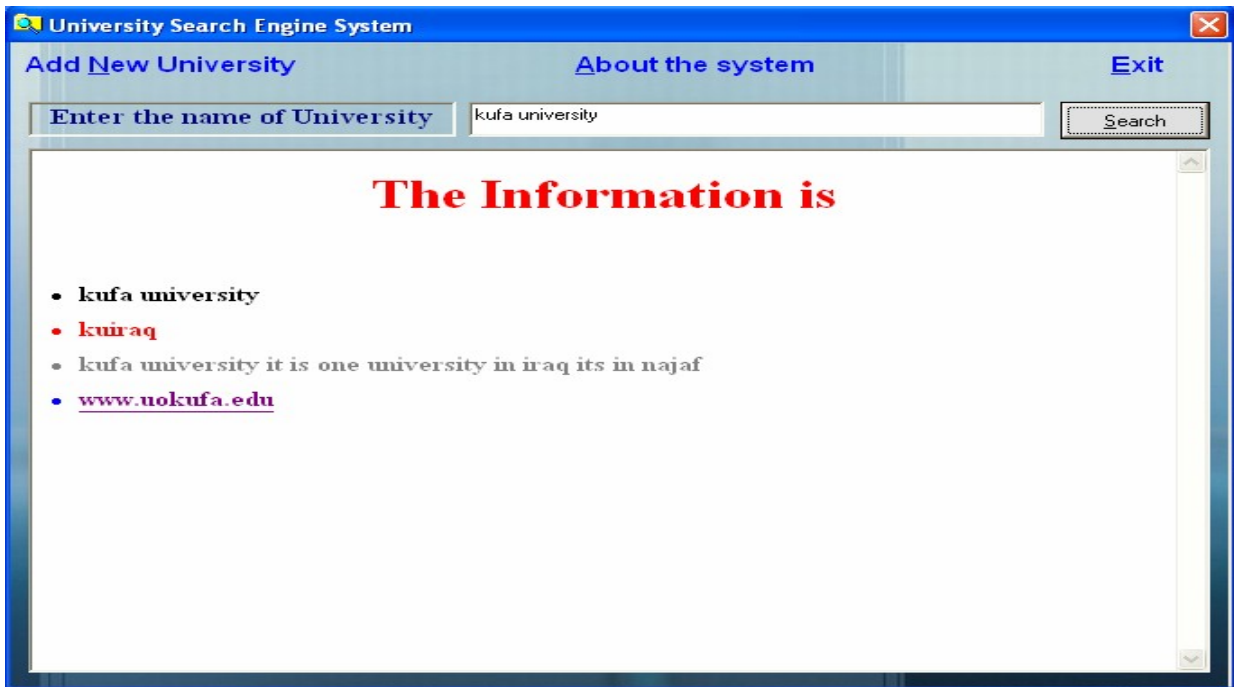 University Search Engine System
Add New University About the system Exit
Enter the name of University kufa university Search
The Information is
kufa university
kuiraq
kufa university it is one university in iraq its in najaf
www.uokufa.edu